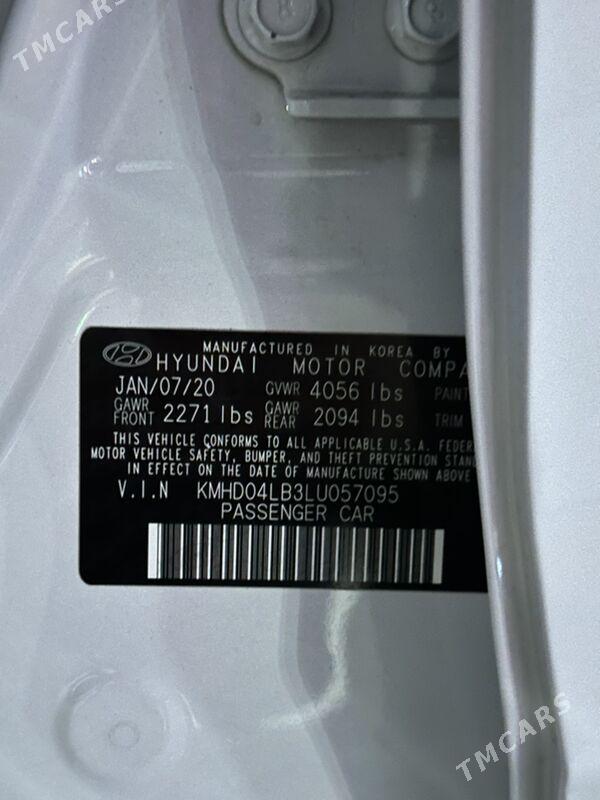 TMCARS
MANUFACTURED IN KOREA BY
HYUNDAI MOTOR COMPA
JAN/07/20 GVWR 4056 lbs PAINT
GAWR FRONT 2271 lbs GAWR REAR 2094 lbs TRIM
THIS VEHICLE CONFORMS TO ALL APPLICABLE U.S.A. FEDER
MOTOR VEHICLE SAFETY, BUMPER, AND THEFT PREVENTION STAND
IN EFFECT ON THE DATE OF MANUFACTURE SHOWN ABOVE
V.I.N KMHD04LB3LU057095
PASSENGER CAR
TMCARS